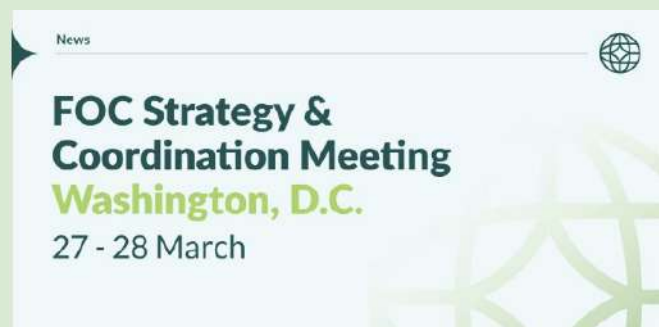 News
FOC Strategy &
Coordination Meeting
Washington, D.C.
27 - 28 March